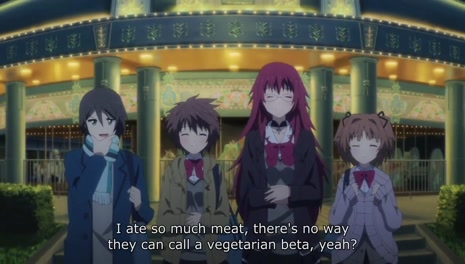 I ate so much meat, there's no way
they can call a vegetarian beta, yeah?